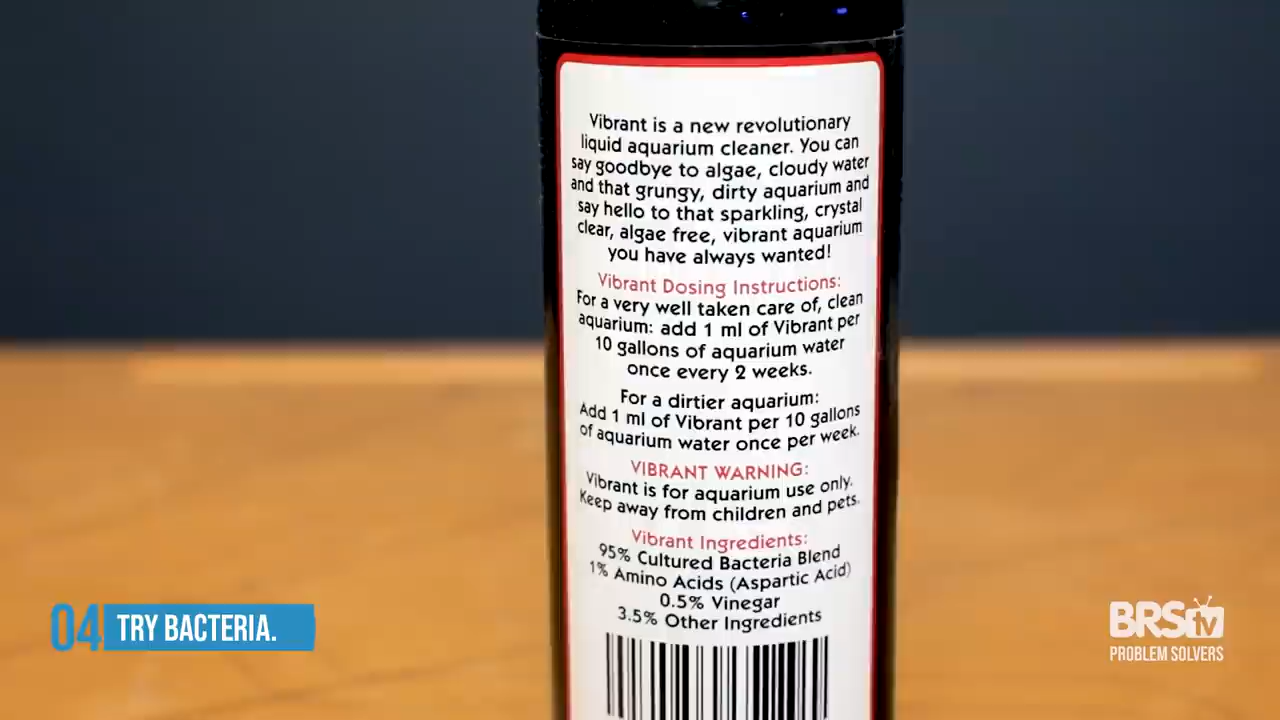 Vibrant is a new revolutionary
liquid aquarium cleaner. You can
say goodbye to algae, cloudy water
and that grungy, dirty aquarium and
say hello to that sparkling, crystal
clear, algae free, vibrant aquarium
you have always wanted!
Vibrant Dosing Instructions:
For a very well taken care of, clean
aquarium: add 1 ml of Vibrant per
10 gallons of aquarium water
once every 2 weeks.
For a dirtier aquarium:
Add 1 ml of Vibrant per 10 gallons
of aquarium water once per week.
VIBRANT WARNING:
Vibrant is for aquarium use only.
Keep away from children and pets.
Vibrant Ingredients:
95% Cultured Bacteria Blend
1% Amino Acids (Aspartic Acid)
0.5% Vinegar
3.5% Other Ingredients
04 TRY BACTERIA.
BRStv
PROBLEM SOLVERS